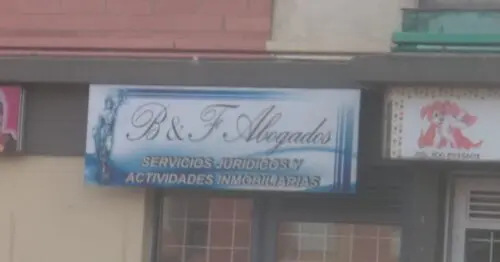 B & F Abogados
SERVICIOS JURIDICOS Y
ACTIVIDADES INMOBILIARIAS